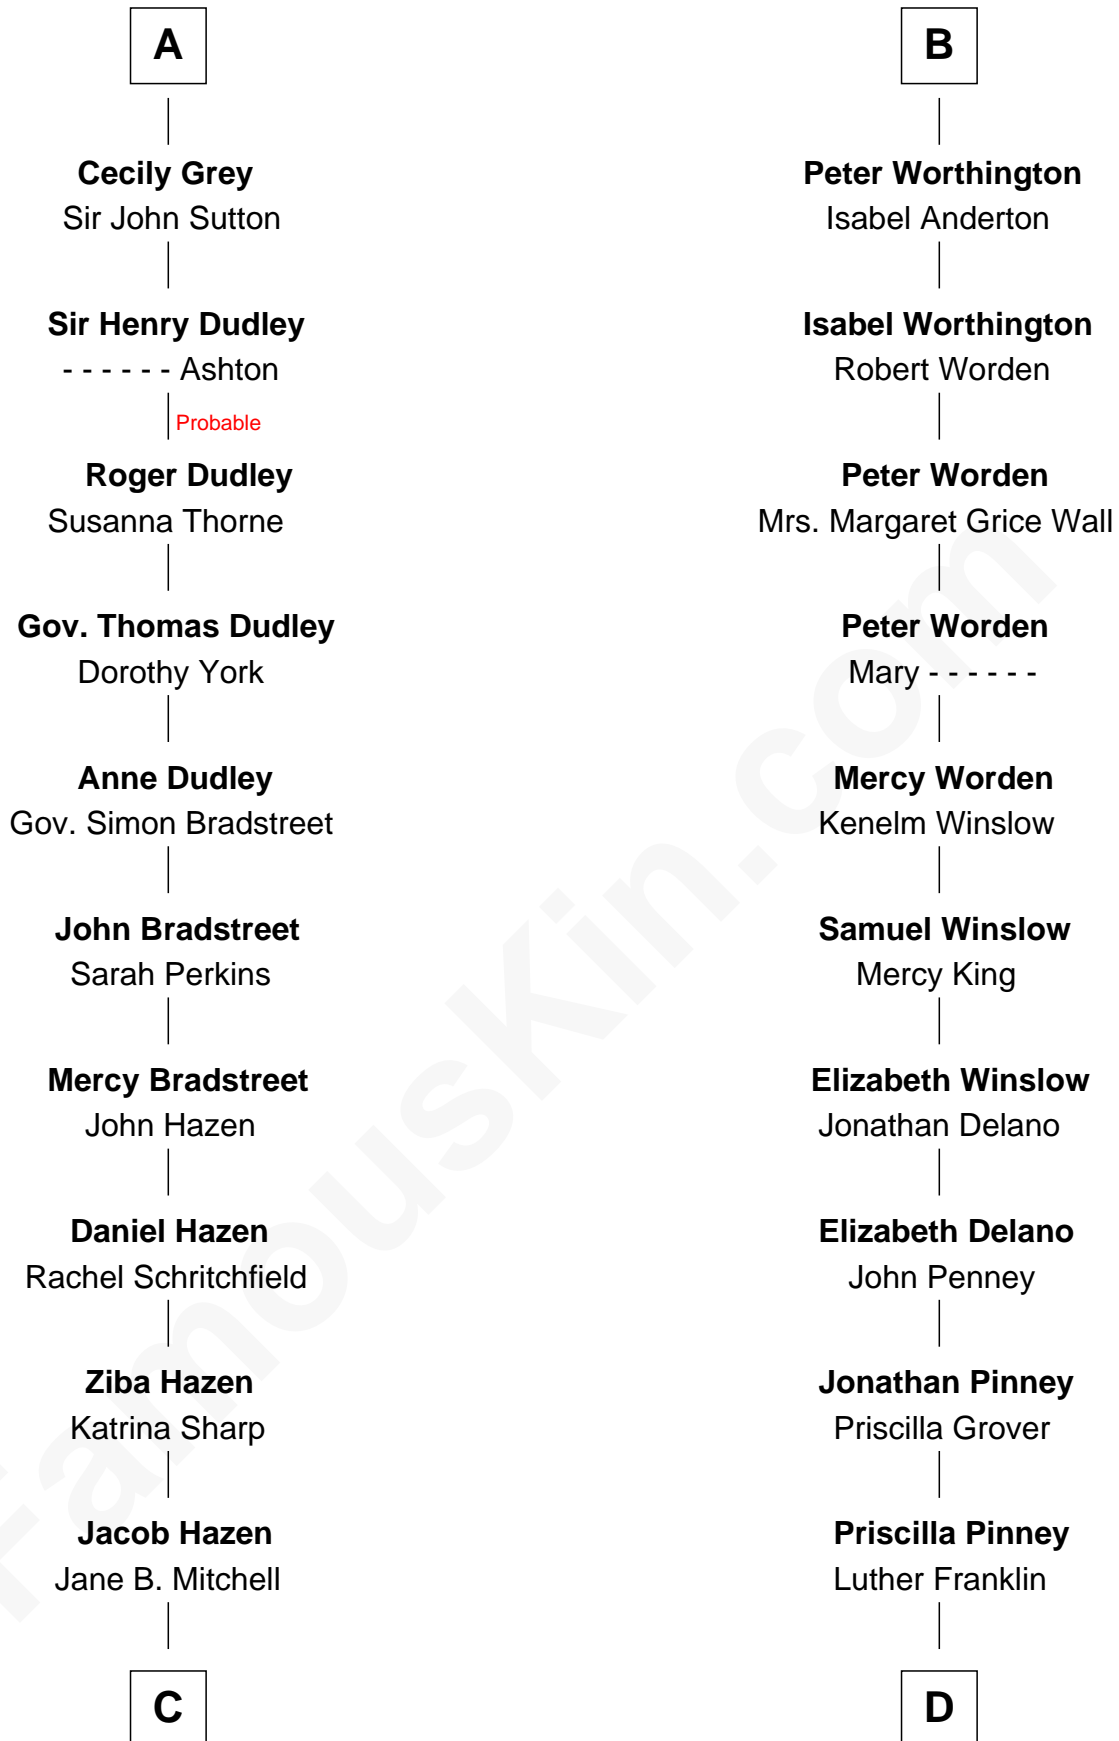 A
Cecily Grey
Sir John Sutton
Sir Henry Dudley
- - - - - - Ashton
Probable
Roger Dudley
Susanna Thorne
Gov. Thomas Dudley
Dorothy York
Anne Dudley
Gov. Simon Bradstreet
John Bradstreet
Sarah Perkins
Mercy Bradstreet
John Hazen
Daniel Hazen
Rachel Schritchfield
Ziba Hazen
Katrina Sharp
Jacob Hazen
Jane B. Mitchell
C
B
Peter Worthington
Isabel Anderton
Isabel Worthington
Robert Worden
Peter Worden
Mrs. Margaret Grice Wall
Peter Worden
Mary - - - - - -
Mercy Worden
Kenelm Winslow
Samuel Winslow
Mercy King
Elizabeth Winslow
Jonathan Delano
Elizabeth Delano
John Penney
Jonathan Pinney
Priscilla Grover
Priscilla Pinney
Luther Franklin
D
FamousKin.com